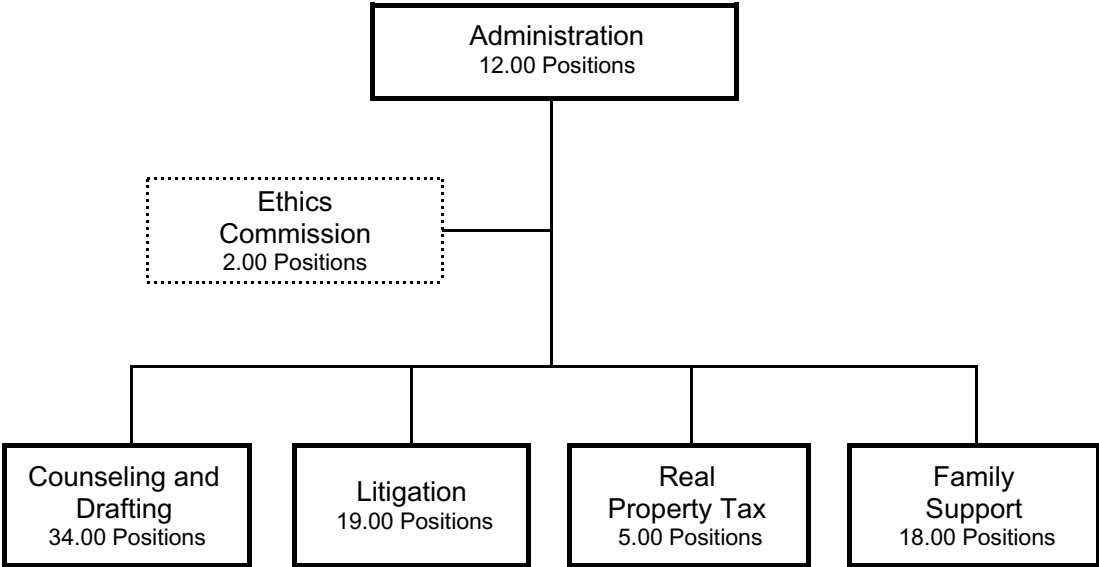 Administration
12.00 Positions
Ethics
Commission
2.00 Positions
Counseling and
Drafting
34.00 Positions
Litigation
19.00 Positions
Real
Property Tax
5.00 Positions
Family
Support
18.00 Positions